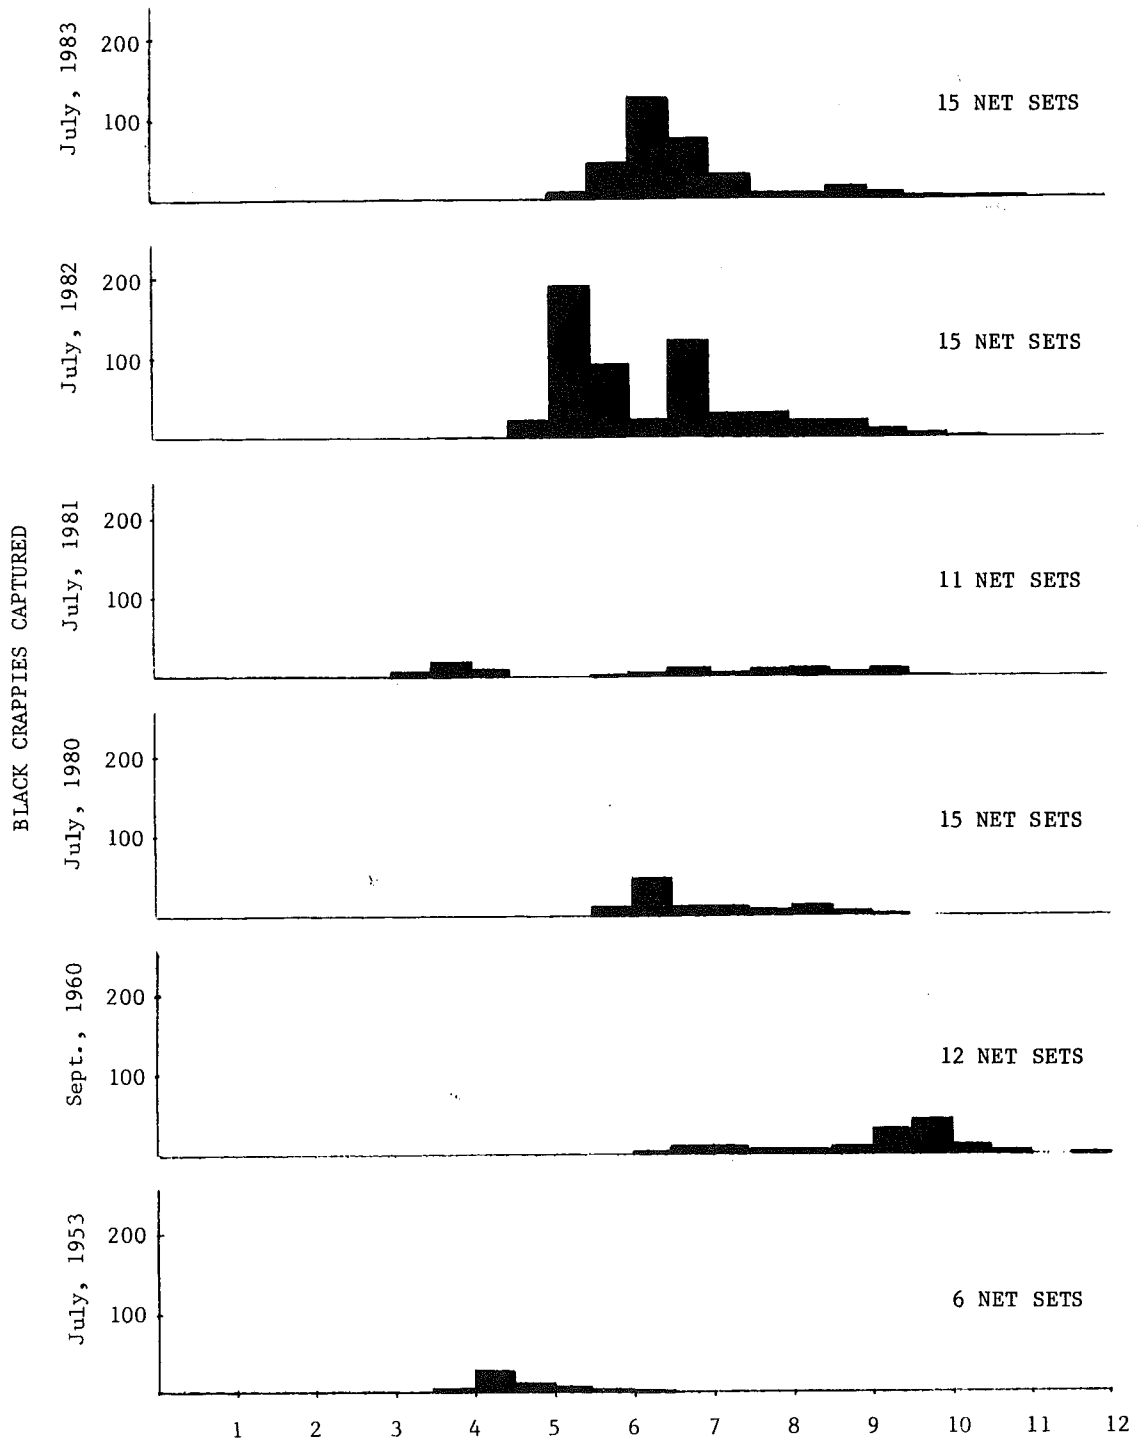 BLACK CRAPPIES CAPTURED
July, 1983
200
100
15 NET SETS
July, 1982
200
100
15 NET SETS
July, 1981
200
100
11 NET SETS
July, 1980
200
100
15 NET SETS
Sept., 1960
200
100
12 NET SETS
July, 1953
200
100
6 NET SETS
1 2 3 4 5 6 7 8 9 10 11 12